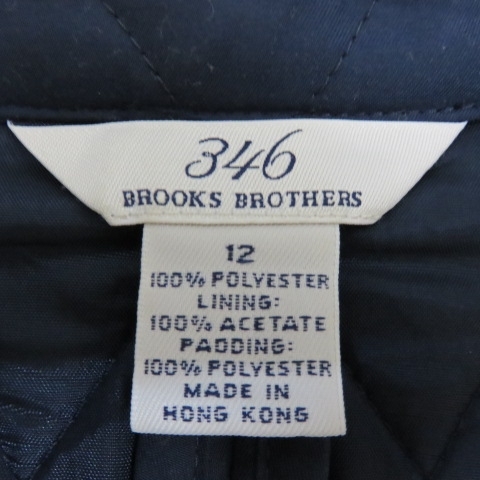 346
BROOKS BROTHERS
12
100% POLYESTER
LINING:
100% ACETATE
PADDING:
100% POLYESTER
MADE IN
HONG KONG